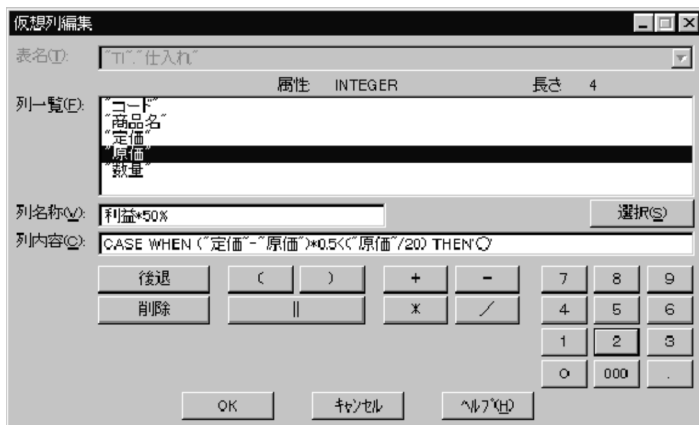 仮想列編集
表名(T): "TI"."仕入れ"
属性 INTEGER 長さ 4
列一覧(F):
"コード"
"商品名"
"定価"
"原価"
"数量"
列名称(V): 利益*50% 選択(S)
列内容(C): CASE WHEN ("定価"-"原価")*0.5<("原価"/20) THEN'○'
後退 ( ) + - 7 8 9
削除 || * / 4 5 6
1 2 3
0 000 .
OK キャンセル ヘルプ(H)